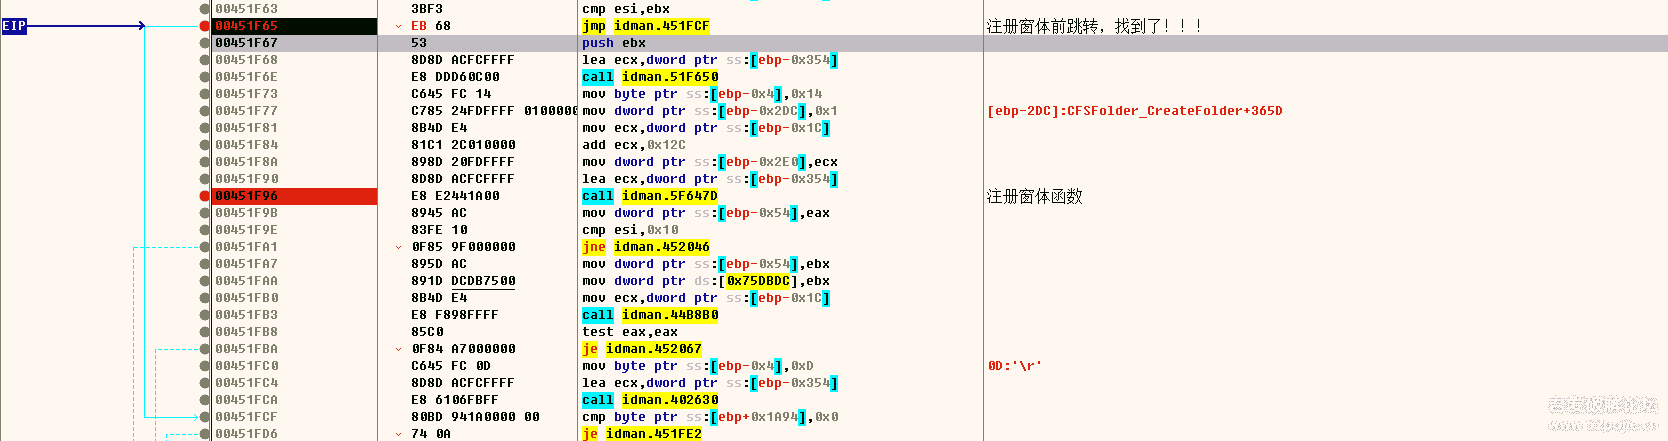 00451F63 3BF3 cmp esi,ebx
EIP 00451F65 EB 68 jmp idman.451FCF 注册窗体前跳转，找到了！！！
00451F67 53 push ebx
00451F68 8D8D ACFCFFFF lea ecx,dword ptr ss:[ebp-0x354]
00451F6E E8 DDD60C00 call idman.51F650
00451F73 C645 FC 14 mov byte ptr ss:[ebp-0x4],0x14
00451F77 C785 24FDFFFF 0100000 mov dword ptr ss:[ebp-0x2DC],0x1 [ebp-2DC]:CFSFolder_CreateFolder+365D
00451F81 8B4D E4 mov ecx,dword ptr ss:[ebp-0x1C]
00451F84 81C1 2C010000 add ecx,0x12C
00451F8A 898D 20FDFFFF mov dword ptr ss:[ebp-0x2E0],ecx
00451F90 8D8D ACFCFFFF lea ecx,dword ptr ss:[ebp-0x354]
00451F96 E8 E2441A00 call idman.5F647D 注册窗体函数
00451F9B 8945 AC mov dword ptr ss:[ebp-0x54],eax
00451F9E 83FE 10 cmp esi,0x10
00451FA1 0F85 9F000000 jne idman.452046
00451FA7 895D AC mov dword ptr ss:[ebp-0x54],ebx
00451FAA 891D DCDB7500 mov dword ptr ds:[0x75DBDC],ebx
00451FB0 8B4D E4 mov ecx,dword ptr ss:[ebp-0x1C]
00451FB3 E8 F898FFFF call idman.44B8B0
00451FB8 85C0 test eax,eax
00451FBA 0F84 A7000000 je idman.452067
00451FC0 C645 FC 0D mov byte ptr ss:[ebp-0x4],0xD 0D:'\r'
00451FC4 8D8D ACFCFFFF lea ecx,dword ptr ss:[ebp-0x354]
00451FCA E8 6106FBFF call idman.402630
00451FCF 80BD 941A0000 00 cmp byte ptr ss:[ebp+0x1A94],0x0
00451FD6 74 0A je idman.451FE2